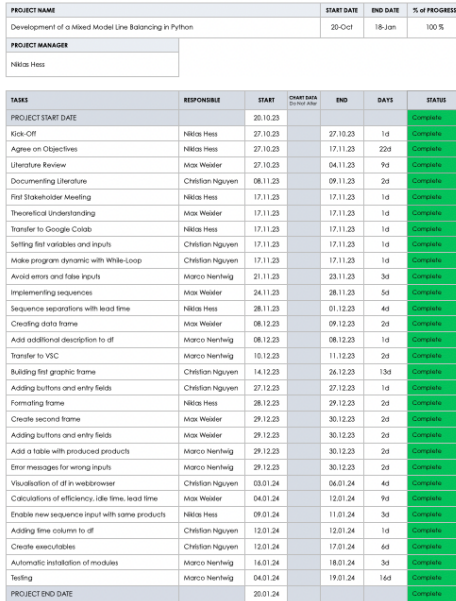 PROJECT NAME START DATE END DATE % of PROGRESS
Development of a Mixed Model Line Balancing in Python 20-Oct 18-Jan 100 %
PROJECT MANAGER
Niklas Hess
TASKS RESPONSIBLE START CHART DATA Do Not Alter END DAYS STATUS
PROJECT START DATE 20.10.23 Complete
Kick-Off Niklas Hess 27.10.23 27.10.23 1d Complete
Agree on Objectives Niklas Hess 27.10.23 17.11.23 22d Complete
Literature Review Max Weixler 27.10.23 04.11.23 9d Complete
Documenting Literature Christian Nguyen 08.11.23 09.11.23 2d Complete
First Stakeholder Meeting Niklas Hess 17.11.23 17.11.23 1d Complete
Theoretical Understanding Max Weixler 17.11.23 17.11.23 1d Complete
Transfer to Google Colab Niklas Hess 17.11.23 17.11.23 1d Complete
Setting first variables and inputs Christian Nguyen 17.11.23 17.11.23 1d Complete
Make program dynamic with While-Loop Christian Nguyen 17.11.23 17.11.23 1d Complete
Avoid errors and false inputs Marco Nentwig 21.11.23 23.11.23 3d Complete
Implementing sequences Max Weixler 24.11.23 28.11.23 5d Complete
Sequence separations with lead time Niklas Hess 28.11.23 01.12.23 4d Complete
Creating data frame Max Weixler 08.12.23 09.12.23 2d Complete
Add additional description to df Marco Nentwig 08.12.23 08.12.23 1d Complete
Transfer to VSC Marco Nentwig 10.12.23 11.12.23 2d Complete
Building first graphic frame Christian Nguyen 14.12.23 26.12.23 13d Complete
Adding buttons and entry fields Christian Nguyen 27.12.23 27.12.23 1d Complete
Formating frame Niklas Hess 28.12.23 29.12.23 2d Complete
Create second frame Max Weixler 29.12.23 30.12.23 2d Complete
Adding buttons and entry fields Max Weixler 29.12.23 30.12.23 2d Complete
Add a table with produced products Marco Nentwig 29.12.23 30.12.23 2d Complete
Error messages for wrong inputs Marco Nentwig 29.12.23 30.12.23 2d Complete
Visualisation of df in webbrowser Christian Nguyen 03.01.24 06.01.24 4d Complete
Calculations of efficiency, idle time, lead time Max Weixler 04.01.24 12.01.24 9d Complete
Enable new sequence input with same products Niklas Hess 09.01.24 11.01.24 3d Complete
Adding time column to df Christian Nguyen 12.01.24 12.01.24 1d Complete
Create executables Christian Nguyen 12.01.24 17.01.24 6d Complete
Automatic installation of modules Marco Nentwig 16.01.24 18.01.24 3d Complete
Testing Marco Nentwig 04.01.24 19.01.24 16d Complete
PROJECT END DATE 20.01.24 Complete